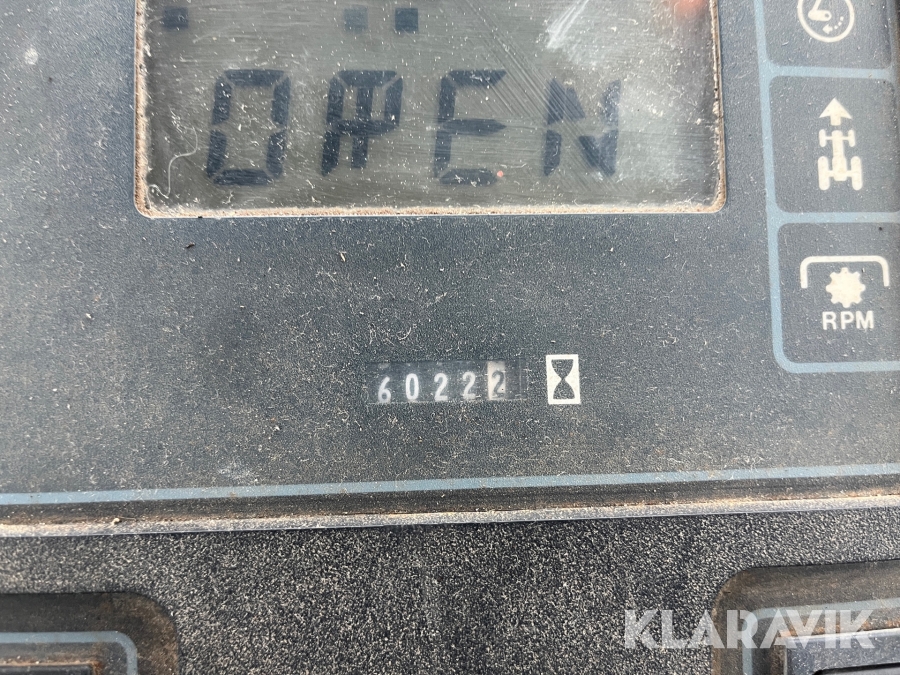 OPEN
RPM
60222
KLARAVIK